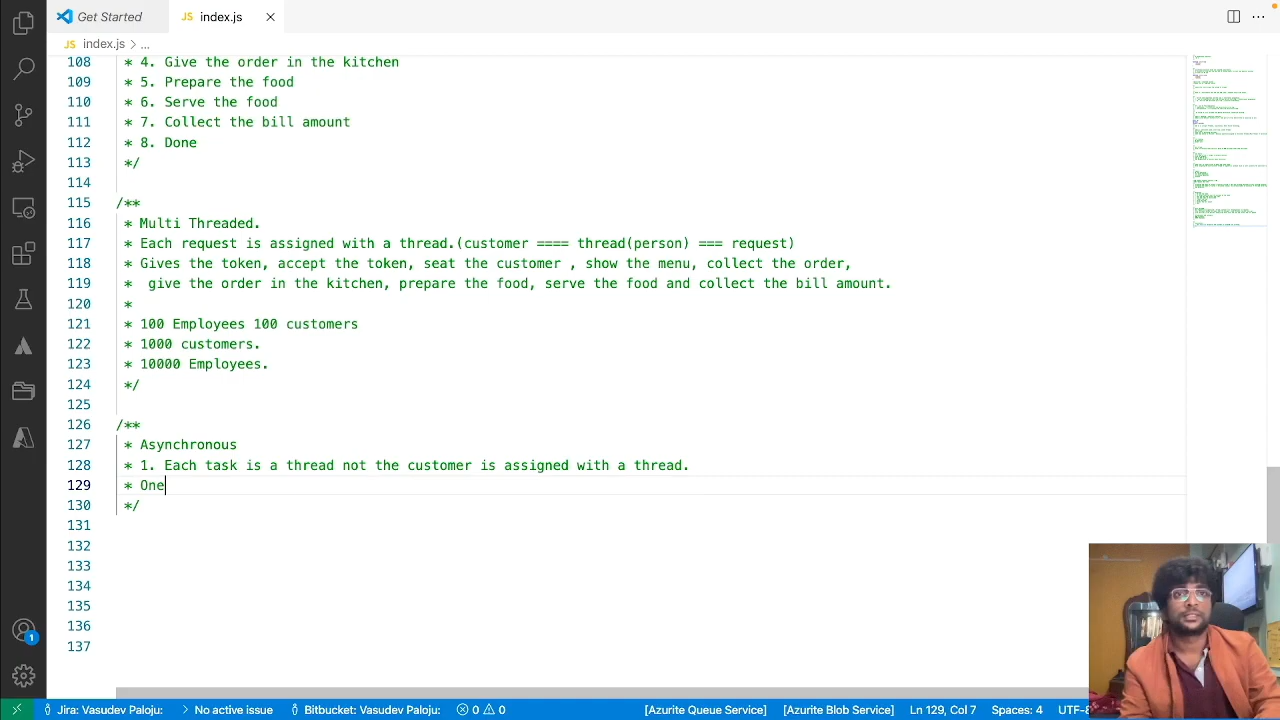 Get Started
JS index.js
JS index.js > ...
108 * 4. Give the order in the kitchen
109 * 5. Prepare the food
110 * 6. Serve the food
111 * 7. Collect the bill amount
112 * 8. Done
113 */
114
115 /**
116 * Multi Threaded.
117 * Each request is assigned with a thread.(customer ==== thread(person) === request)
118 * Gives the token, accept the token, seat the customer , show the menu, collect the order,
119 * give the order in the kitchen, prepare the food, serve the food and collect the bill amount.
120 *
121 * 100 Employees 100 customers
122 * 1000 customers.
123 * 10000 Employees.
124 */
125
126 /**
127 * Asynchronous
128 * 1. Each task is a thread not the customer is assigned with a thread.
129 * One
130 */
131
132
133
134
135
136
137
1
Jira: Vasudev Paloju: > No active issue Bitbucket: Vasudev Paloju: 0 0 [Azurite Queue Service] [Azurite Blob Service] Ln 129, Col 7 Spaces: 4 UTF-8